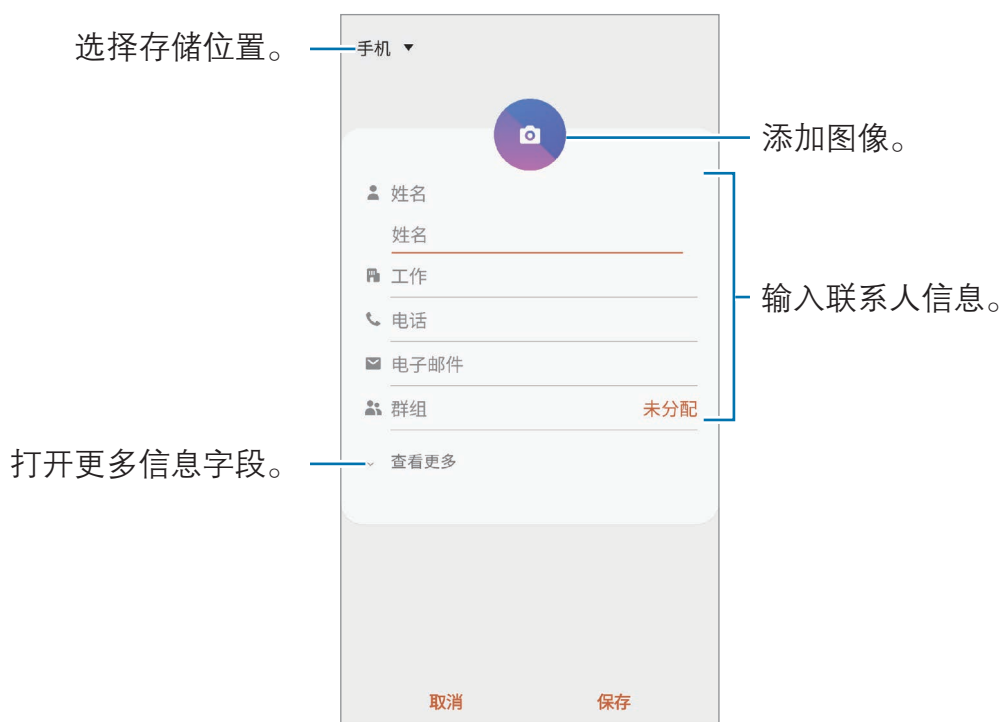 选择存储位置。
手机
添加图像。
姓名
姓名
工作
输入联系人信息。
电话
电子邮件
群组 未分配
打开更多信息字段。
查看更多
取消 保存